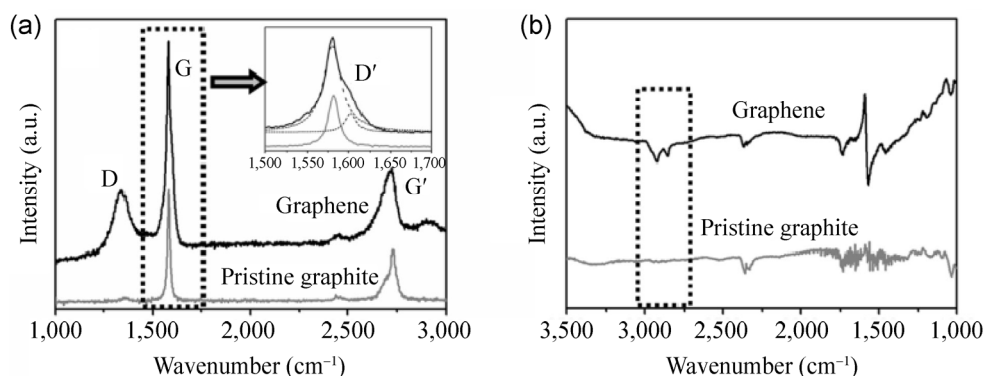 (a)
Intensity (a.u.)
D
G
D′
1,500 1,550 1,600 1,650 1,700
G′
Graphene
Pristine graphite
1,000 1,500 2,000 2,500 3,000
Wavenumber (cm⁻¹)
(b)
Intensity (a.u.)
Graphene
Pristine graphite
3,500 3,000 2,500 2,000 1,500 1,000
Wavenumber (cm⁻¹)